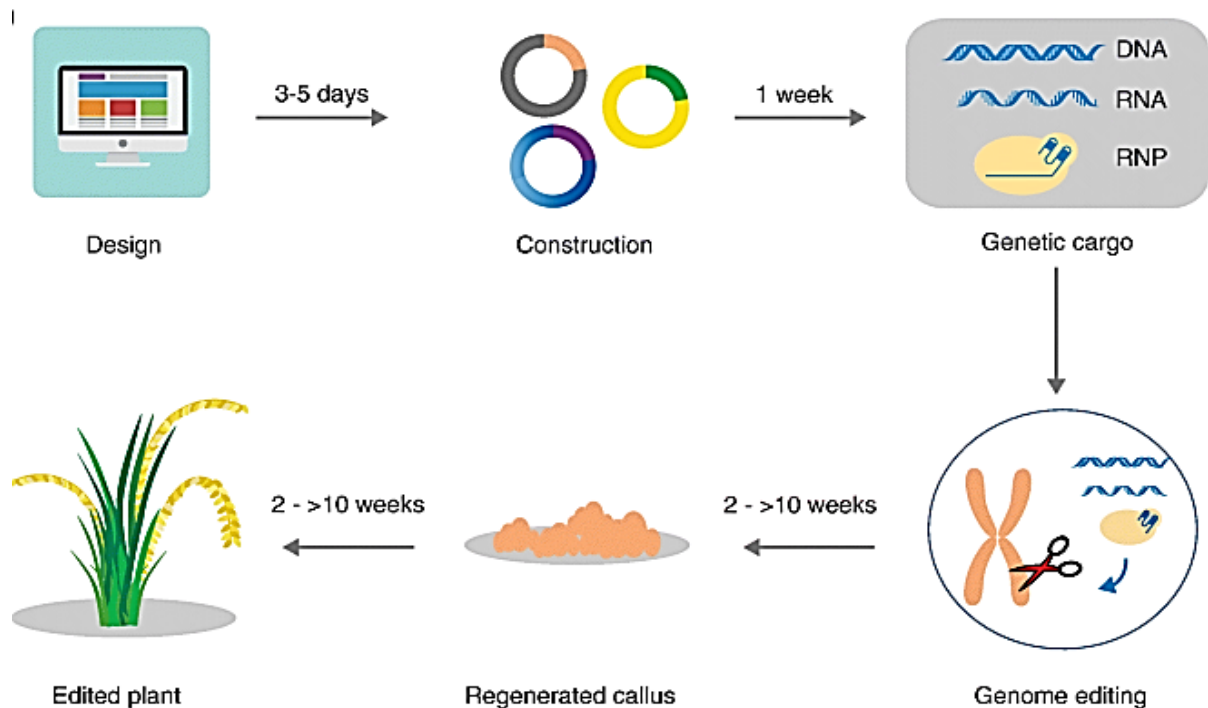 DNA
3-5 days
1 week
RNA
RNP
Design
Construction
Genetic cargo
2 - >10 weeks
2 - >10 weeks
Edited plant
Regenerated callus
Genome editing